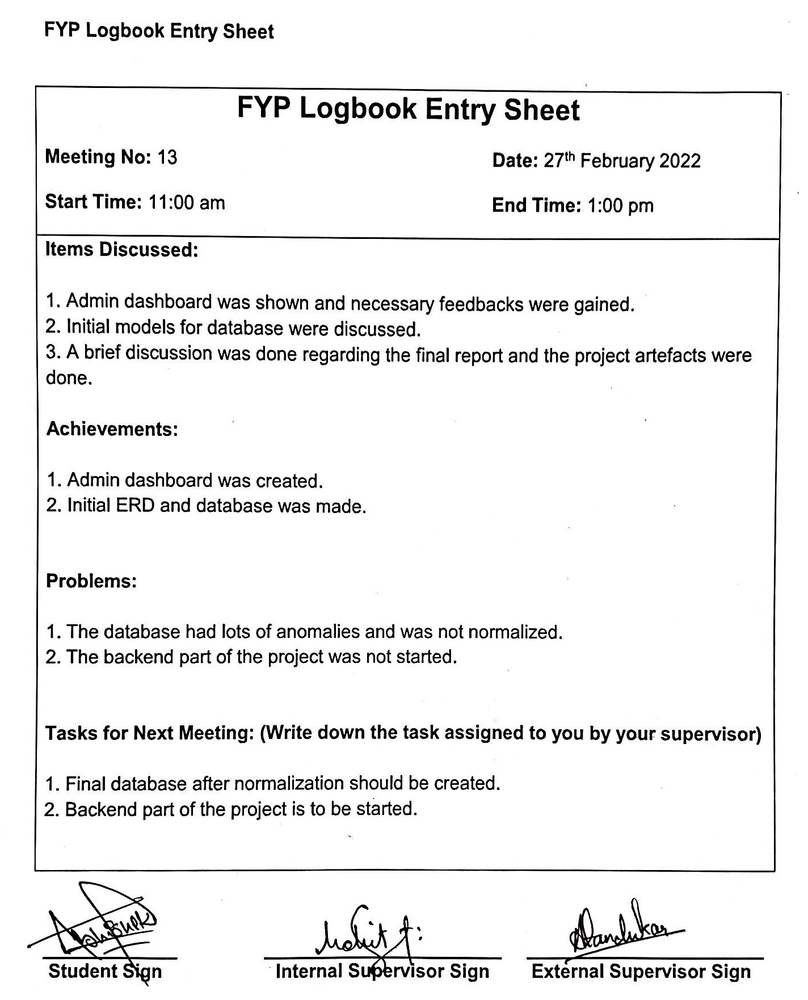 FYP Logbook Entry Sheet
FYP Logbook Entry Sheet
Meeting No: 13
Date: 27th February 2022
Start Time: 11:00 am
End Time: 1:00 pm
Items Discussed:
1. Admin dashboard was shown and necessary feedbacks were gained.
2. Initial models for database were discussed.
3. A brief discussion was done regarding the final report and the project artefacts were
done.
Achievements:
1. Admin dashboard was created.
2. Initial ERD and database was made.
Problems:
1. The database had lots of anomalies and was not normalized.
2. The backend part of the project was not started.
Tasks for Next Meeting: (Write down the task assigned to you by your supervisor)
1. Final database after normalization should be created.
2. Backend part of the project is to be started.
Abhishek
Mohit
Student Sign
Internal Supervisor Sign
External Supervisor Sign